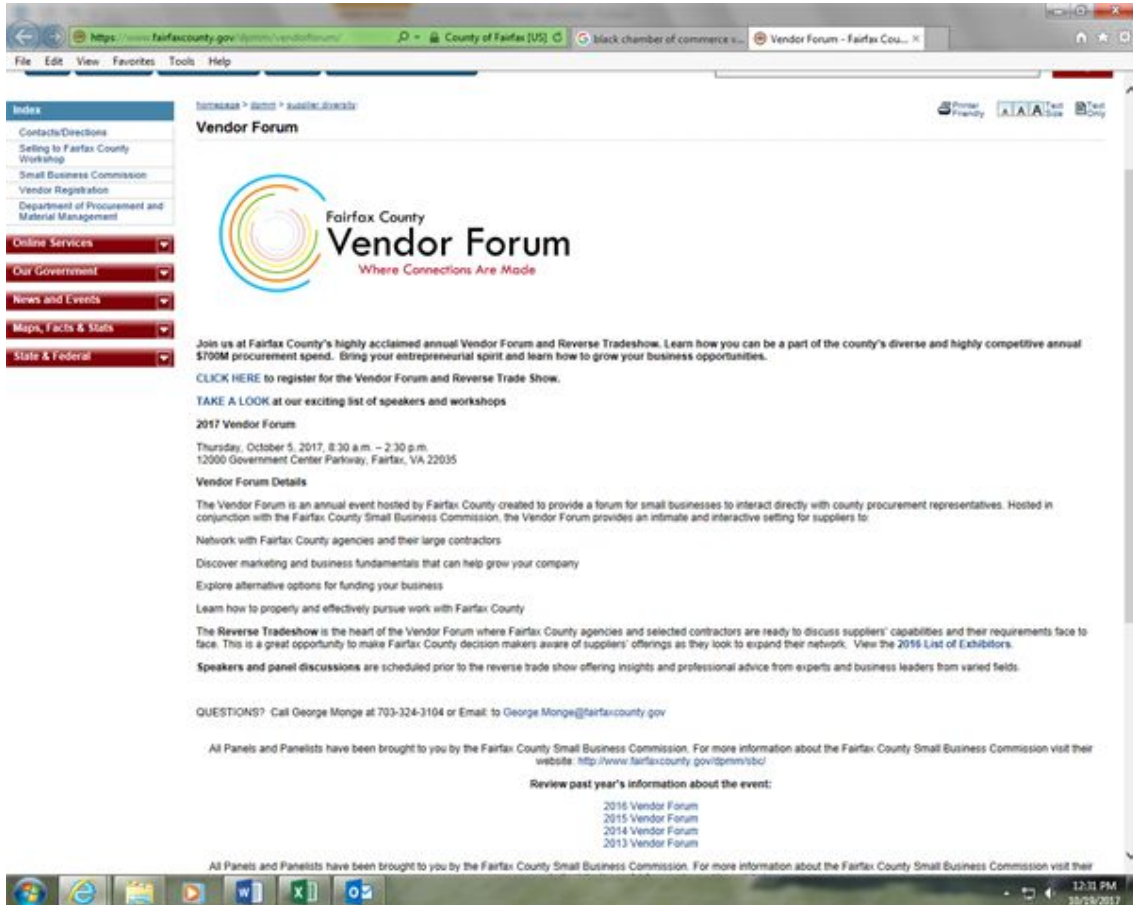 https://www.fairfaxcounty.gov/dpmm/vendorforum/
County of Fairfax [US]
black chamber of commerce v...
Vendor Forum - Fairfax Cou...
File Edit View Favorites Tools Help
homepage > dpmm > supplier diversity
Printer Friendly
A A A Text Size
Text Only
Index
Contacts/Directions
Selling to Fairfax County
Workshop
Small Business Commission
Vendor Registration
Department of Procurement and
Material Management
Online Services
Our Government
News and Events
Maps, Facts & Stats
State & Federal
Vendor Forum
Fairfax County
Vendor Forum
Where Connections Are Made
Join us at Fairfax County's highly acclaimed annual Vendor Forum and Reverse Tradeshow. Learn how you can be a part of the county's diverse and highly competitive annual
$700M procurement spend. Bring your entrepreneurial spirit and learn how to grow your business opportunities.
CLICK HERE to register for the Vendor Forum and Reverse Trade Show.
TAKE A LOOK at our exciting list of speakers and workshops
2017 Vendor Forum
Thursday, October 5, 2017, 8:30 a.m. – 2:30 p.m.
12000 Government Center Parkway, Fairfax, VA 22035
Vendor Forum Details
The Vendor Forum is an annual event hosted by Fairfax County created to provide a forum for small businesses to interact directly with county procurement representatives. Hosted in
conjunction with the Fairfax County Small Business Commission, the Vendor Forum provides an intimate and interactive setting for suppliers to:
Network with Fairfax County agencies and their large contractors
Discover marketing and business fundamentals that can help grow your company
Explore alternative options for funding your business
Learn how to properly and effectively pursue work with Fairfax County
The Reverse Tradeshow is the heart of the Vendor Forum where Fairfax County agencies and selected contractors are ready to discuss suppliers' capabilities and their requirements face to
face. This is a great opportunity to make Fairfax County decision makers aware of suppliers' offerings as they look to expand their network. View the 2016 List of Exhibitors.
Speakers and panel discussions are scheduled prior to the reverse trade show offering insights and professional advice from experts and business leaders from varied fields.
QUESTIONS? Call George Monge at 703-324-3104 or Email: to George.Monge@fairfaxcounty.gov
All Panels and Panelists have been brought to you by the Fairfax County Small Business Commission. For more information about the Fairfax County Small Business Commission visit their
website: http://www.fairfaxcounty.gov/dpmm/sbc/
Review past year's information about the event:
2016 Vendor Forum
2015 Vendor Forum
2014 Vendor Forum
2013 Vendor Forum
All Panels and Panelists have been brought to you by the Fairfax County Small Business Commission. For more information about the Fairfax County Small Business Commission visit their
12:31 PM
10/19/2017